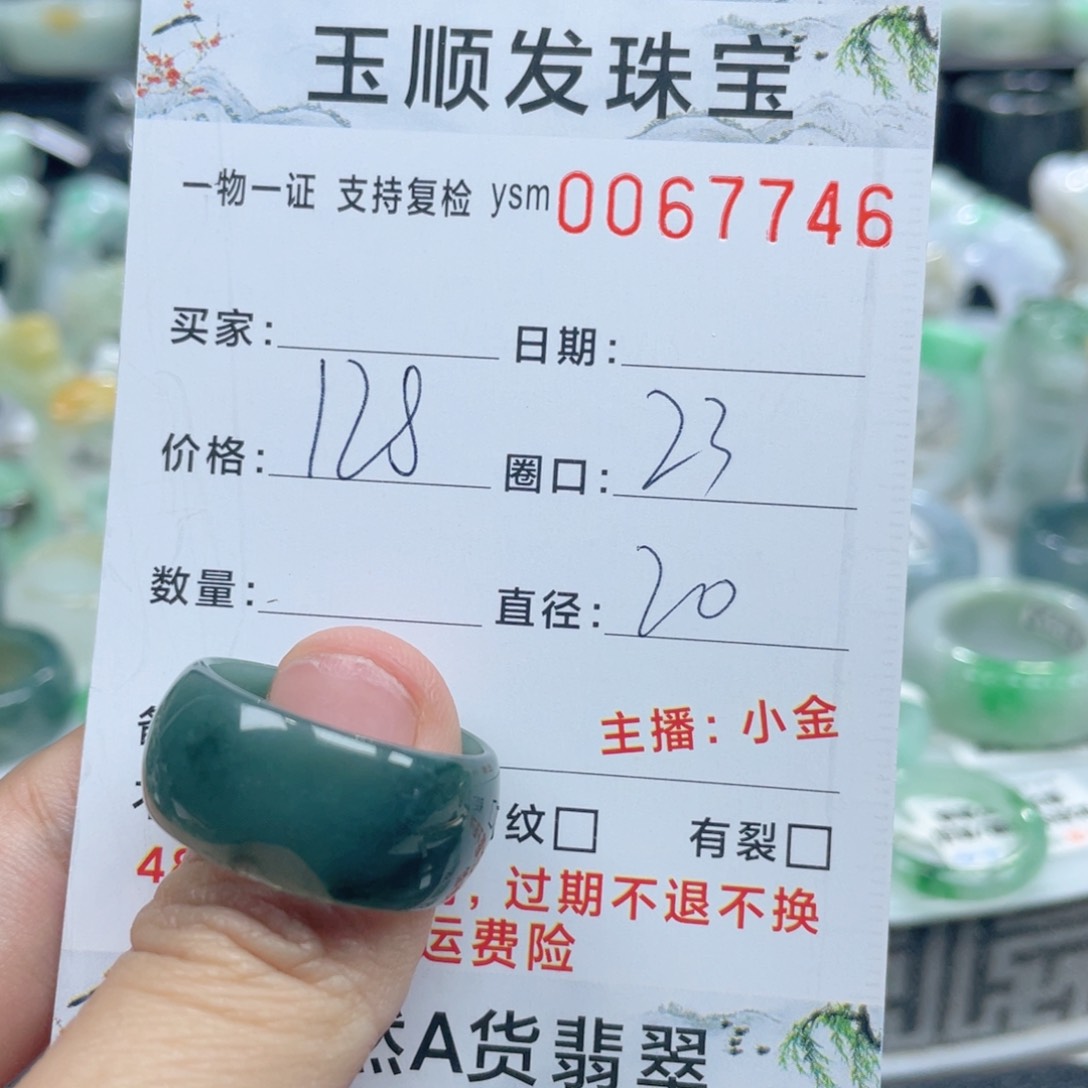 玉顺发珠宝
一物一证 支持复检 ysm0067746
买家: 日期:
价格: 128 圈口: 23
数量: 直径: 20
主播: 小金
纹□ 有裂□
4 , 过期不退不换
运费险
A货翡翠